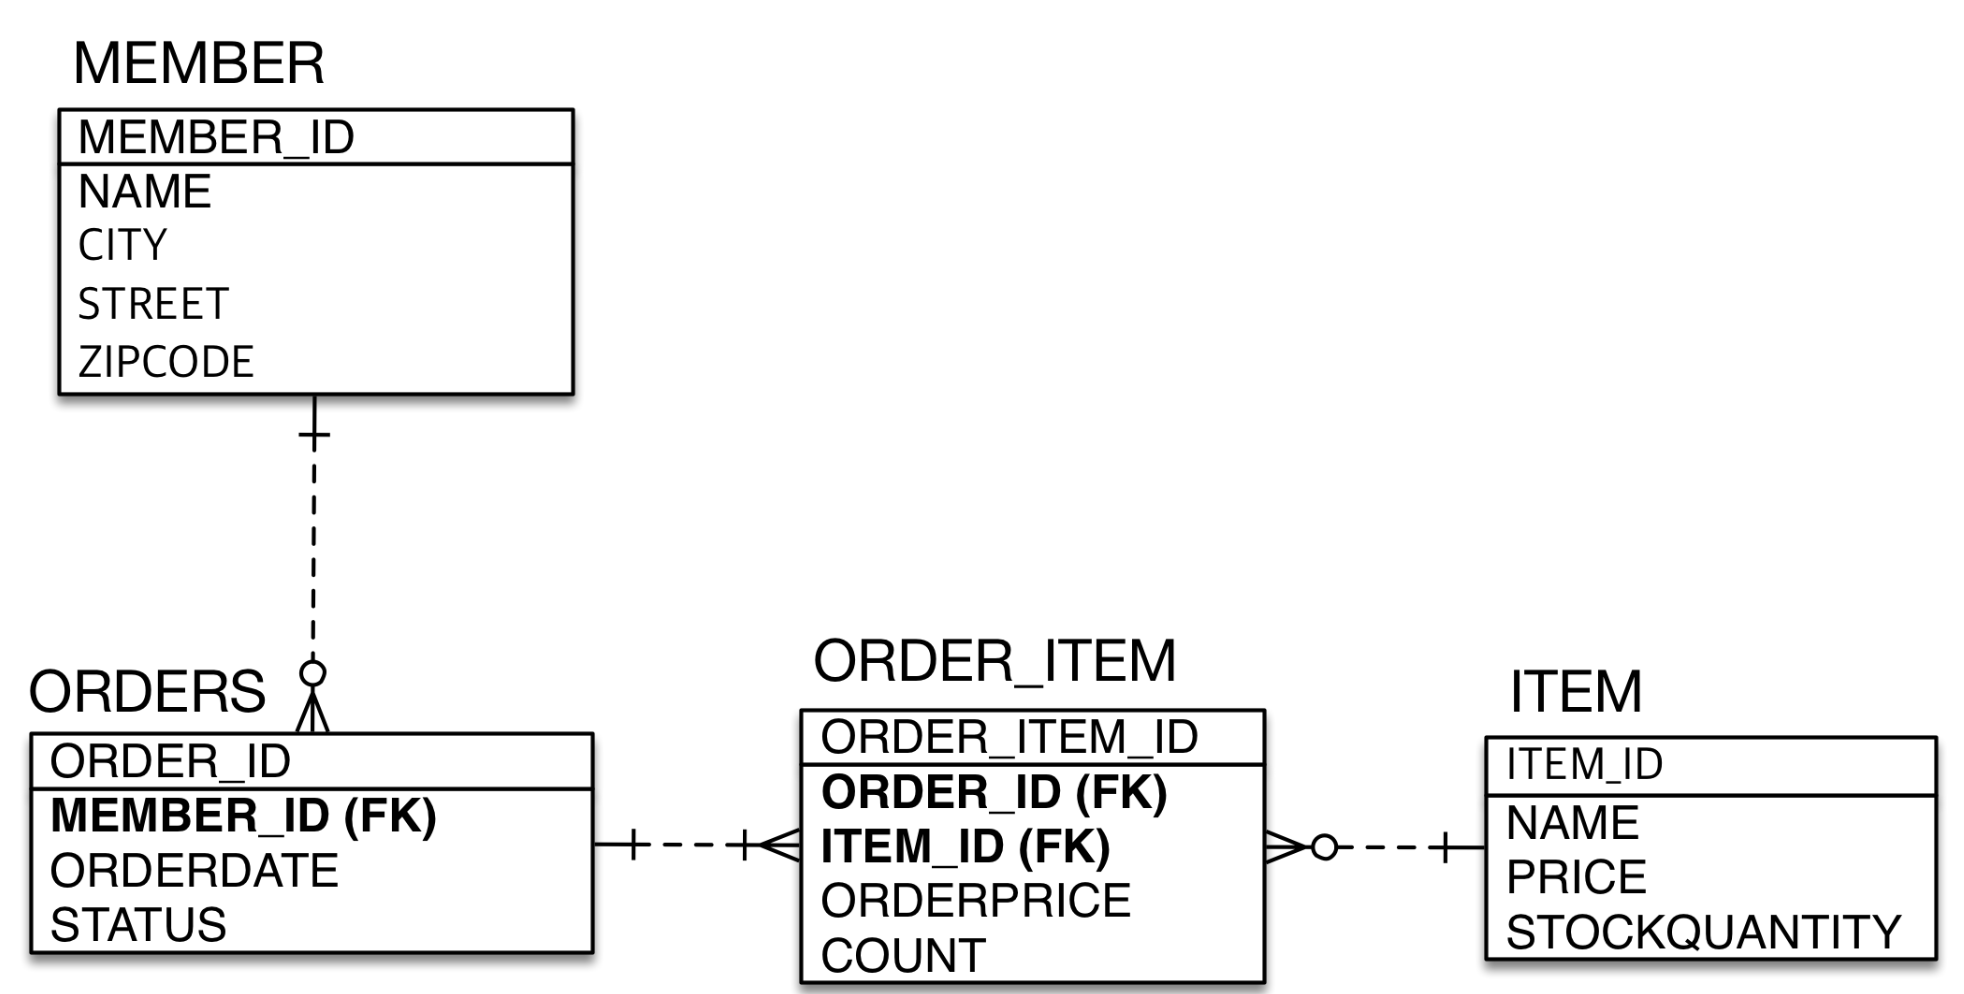 MEMBER
MEMBER_ID
NAME
CITY
STREET
ZIPCODE
ORDERS
ORDER_ID
MEMBER_ID (FK)
ORDERDATE
STATUS
ORDER_ITEM
ORDER_ITEM_ID
ORDER_ID (FK)
ITEM_ID (FK)
ORDERPRICE
COUNT
ITEM
ITEM_ID
NAME
PRICE
STOCKQUANTITY